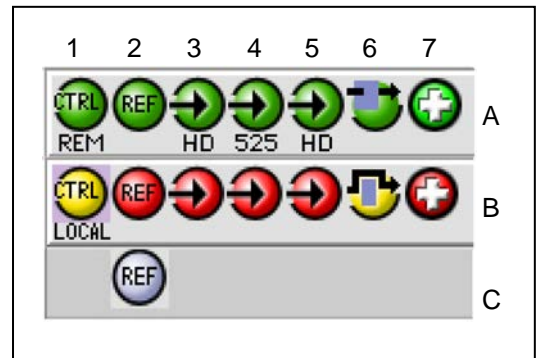 1 2 3 4 5 6 7
CTRL REF A
REM HD 525 HD
CTRL REF B
LOCAL
REF C